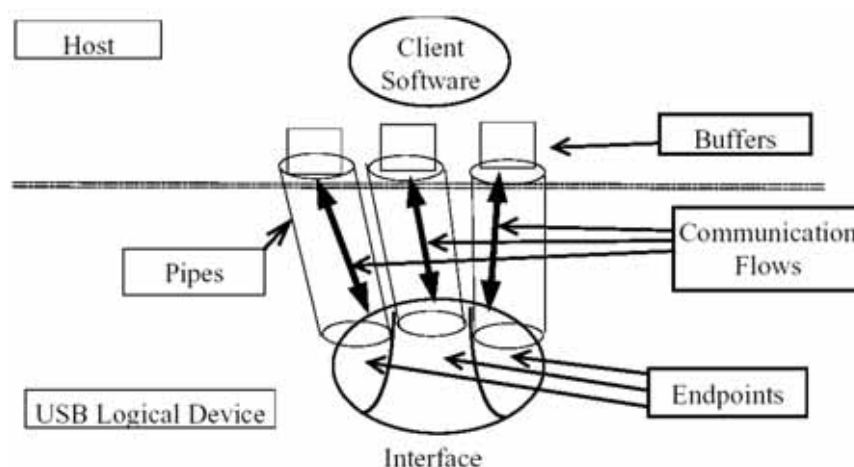 Host
Client
Software
Buffers
Communication
Flows
Pipes
Endpoints
USB Logical Device
Interface